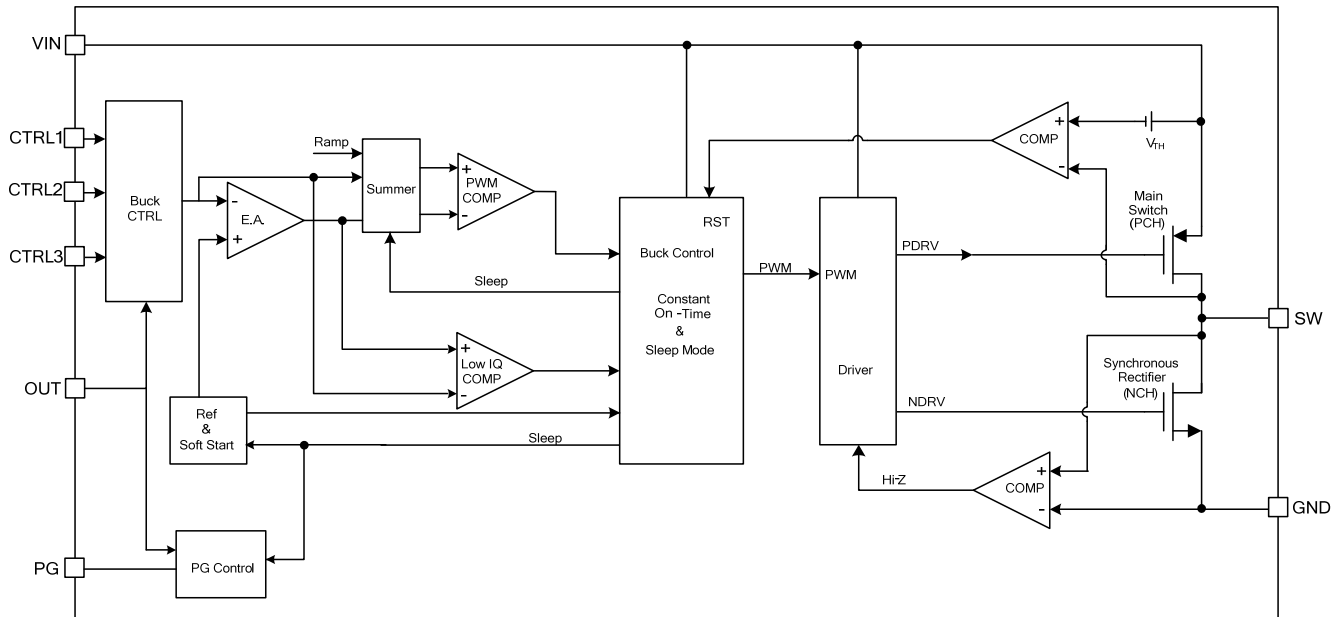 VIN
CTRL1
CTRL2
CTRL3
Buck
CTRL
OUT
PG
Ramp
Summer
-
E.A.
+
+
PWM
COMP
-
Sleep
+
Low IQ
COMP
-
Ref
&
Soft Start
Sleep
PG Control
RST
Buck Control
Constant
On -Time
&
Sleep Mode
PWM
PWM
Driver
PDRV
NDRV
Hi-Z
+
COMP
-
VTH
Main
Switch
(PCH)
Synchronous
Rectifier
(NCH)
+
COMP
-
SW
GND